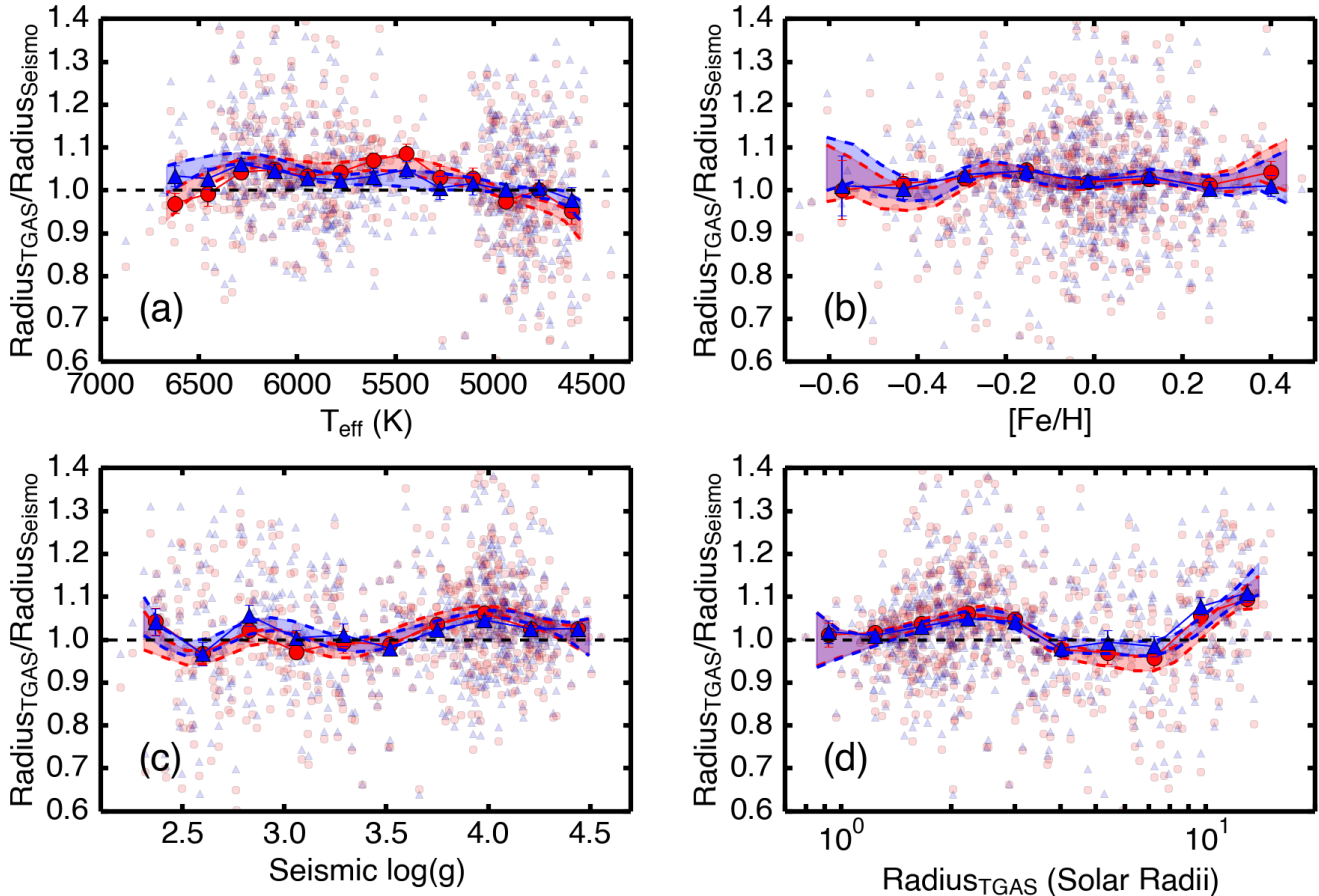 1.4
1.3
1.2
1.1
1.0
0.9
0.8
0.7
0.6
Radius_TGAS/Radius_Seismo
(a)
7000 6500 6000 5500 5000 4500
T_eff (K)
1.4
1.3
1.2
1.1
1.0
0.9
0.8
0.7
0.6
Radius_TGAS/Radius_Seismo
(b)
−0.6 −0.4 −0.2 0.0 0.2 0.4
[Fe/H]
1.4
1.3
1.2
1.1
1.0
0.9
0.8
0.7
0.6
Radius_TGAS/Radius_Seismo
(c)
2.5 3.0 3.5 4.0 4.5
Seismic log(g)
1.4
1.3
1.2
1.1
1.0
0.9
0.8
0.7
0.6
Radius_TGAS/Radius_Seismo
(d)
10^0 10^1
Radius_TGAS (Solar Radii)